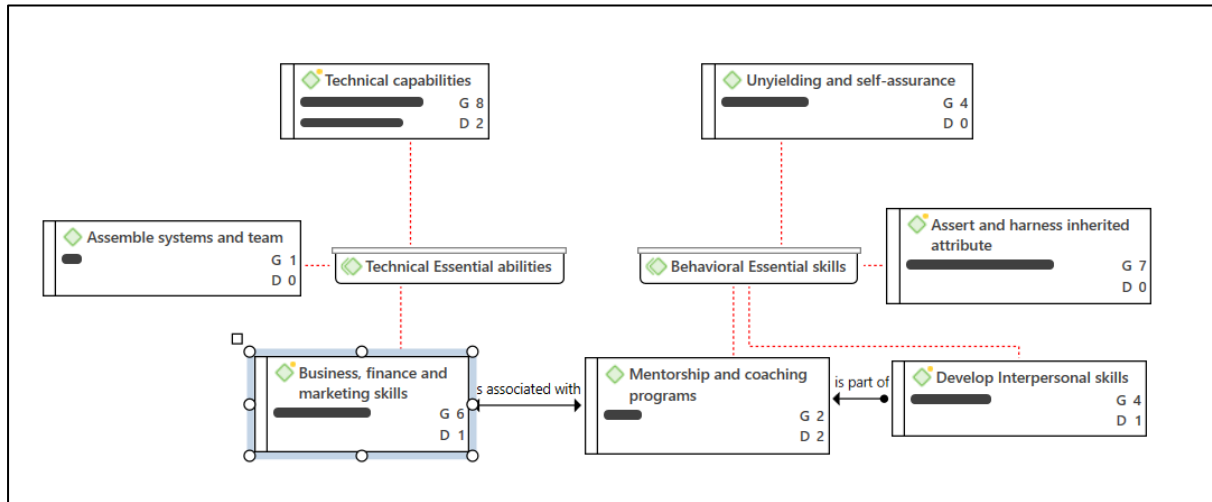 Technical capabilities
G 8
D 2
Unyielding and self-assurance
G 4
D 0
Assemble systems and team
G 1
D 0
Technical Essential abilities
Behavioral Essential skills
Assert and harness inherited
attribute
G 7
D 0
Business, finance and
marketing skills
G 6
D 1
s associated with
Mentorship and coaching
programs
G 2
D 2
is part of
Develop Interpersonal skills
G 4
D 1